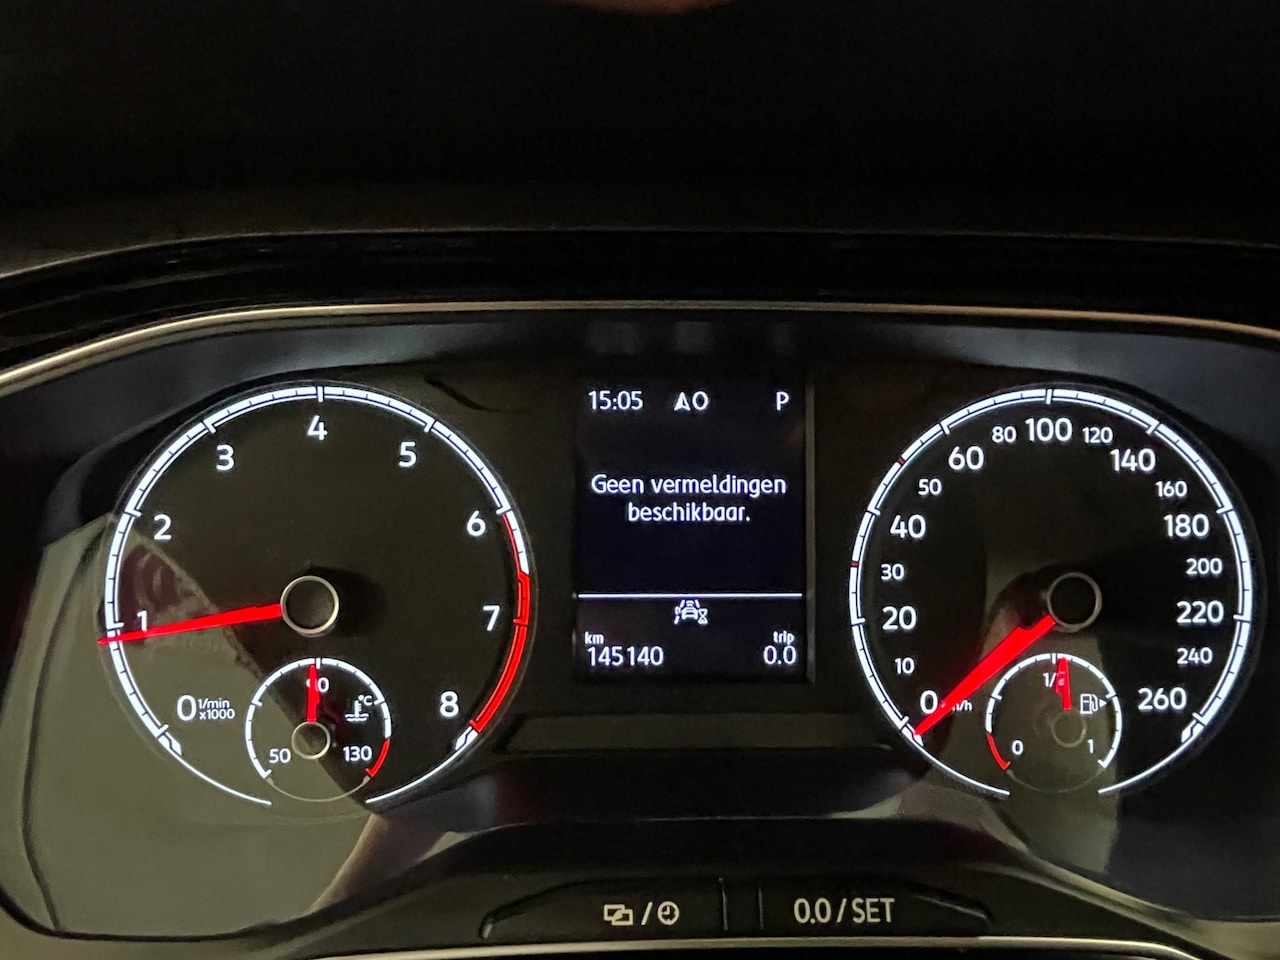 15:05 O P
Geen vermeldingen
beschikbaar.
km trip
145140 0.0
0 1 2 3 4 5 6 7 8
1/min
x1000
50 90 130
°C
0 10 20 30 40 50 60 80 100 120 140 160 180 200 220 240 260
0 1
0.0 / SET